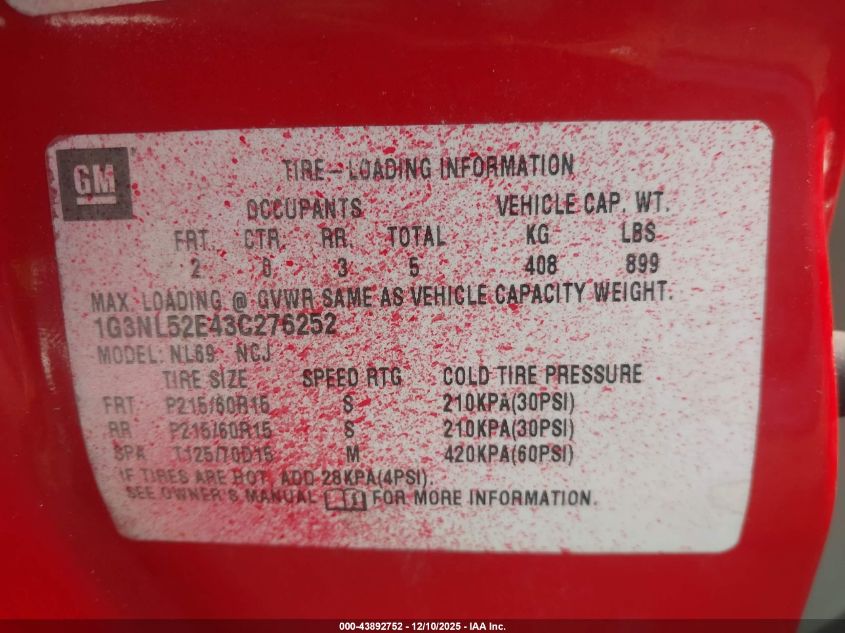 GM
TIRE-LOADING INFORMATION
OCCUPANTS VEHICLE CAP. WT.
FRT. CTR. RR. TOTAL KG LBS
2 0 3 5 408 899
MAX. LOADING @ GVWR SAME AS VEHICLE CAPACITY WEIGHT.
1G3NL52E43C276252
MODEL: NL69 NCJ
TIRE SIZE SPEED RTG COLD TIRE PRESSURE
FRT P215/60R15 S 210KPA(30PSI)
RR P215/60R15 S 210KPA(30PSI)
SPA T125/70D15 M 420KPA(60PSI)
IF TIRES ARE HOT, ADD 28KPA(4PSI).
SEE OWNER'S MANUAL FOR MORE INFORMATION.
000-43892752 - 12/10/2025 - IAA Inc.